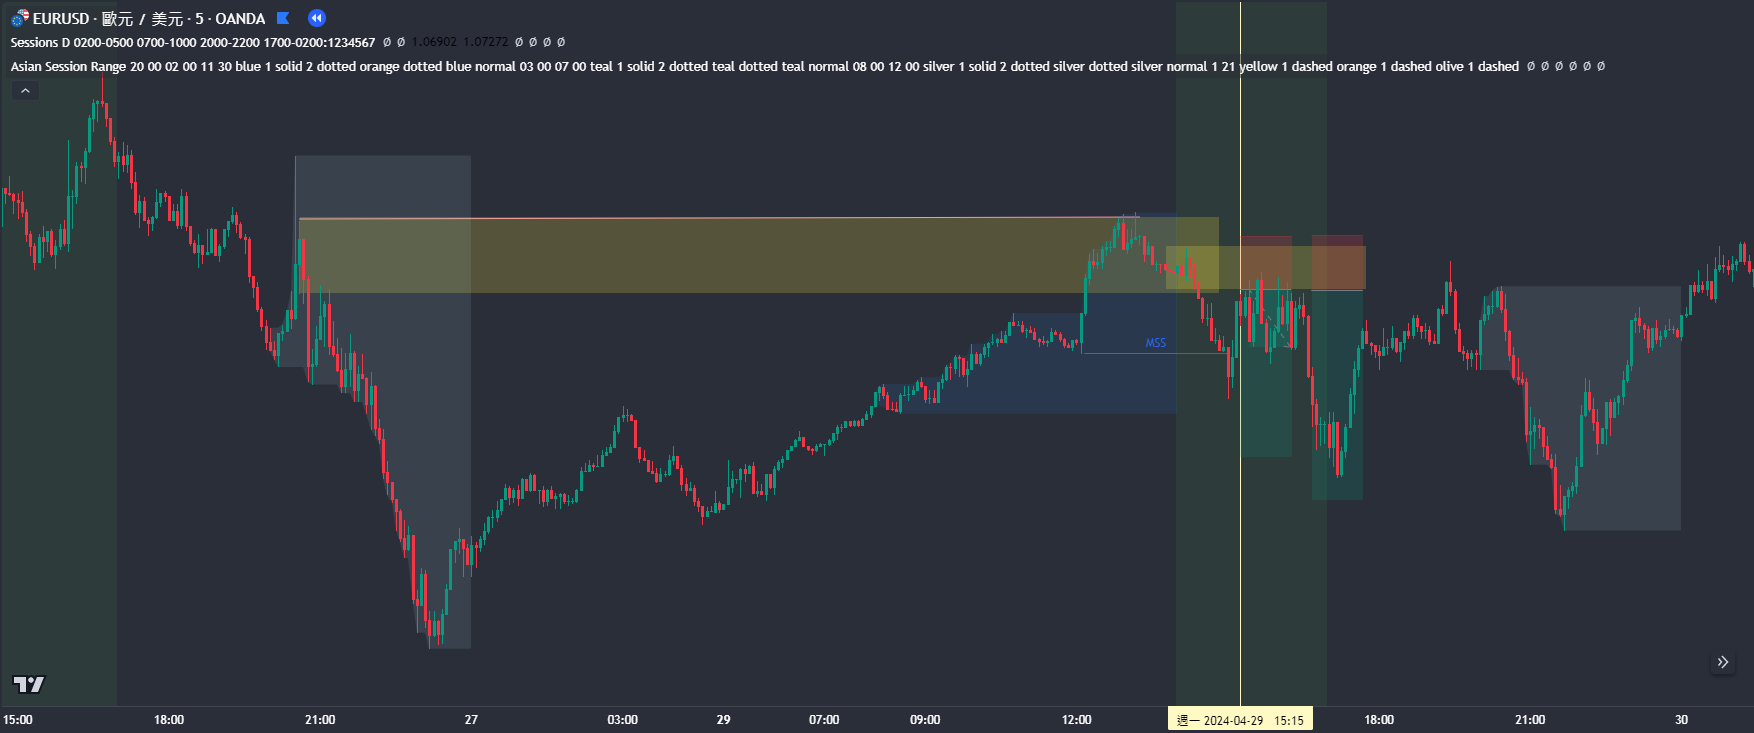 EURUSD · 歐元 / 美元 · 5 · OANDA
Sessions D 0200-0500 0700-1000 2000-2200 1700-0200:1234567 Ø Ø 1.06902 1.07272 Ø Ø Ø Ø
Asian Session Range 20 00 02 00 11 30 blue 1 solid 2 dotted orange dotted blue normal 03 00 07 00 teal 1 solid 2 dotted teal dotted teal normal 08 00 12 00 silver 1 solid 2 dotted silver dotted silver normal 1 21 yellow 1 dashed orange 1 dashed olive 1 dashed Ø Ø Ø Ø Ø Ø
MSS
15:00 18:00 21:00 27 03:00 29 07:00 09:00 12:00 週一 2024-04-29 15:15 18:00 21:00 30